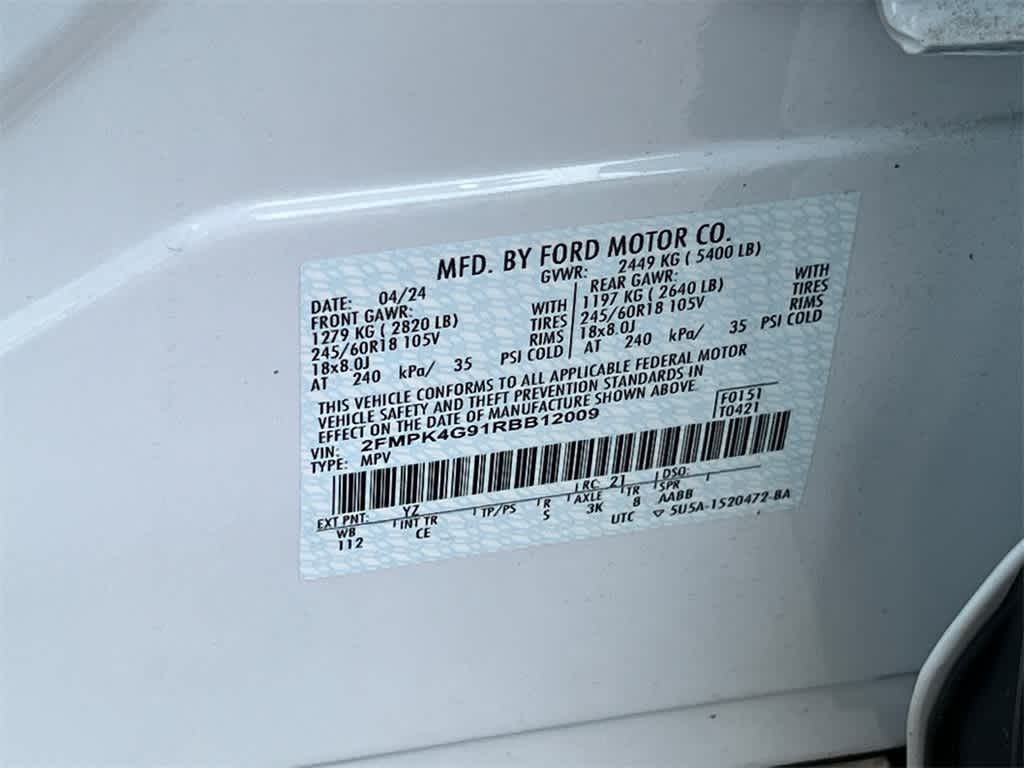 MFD. BY FORD MOTOR CO.
DATE: 04/24 GVWR: 2449 KG ( 5400 LB)
FRONT GAWR: REAR GAWR:
1279 KG ( 2820 LB) WITH 1197 KG ( 2640 LB) WITH
245/60R18 105V TIRES 245/60R18 105V TIRES
18x8.0J RIMS 18x8.0J RIMS
AT 240 kPa/ 35 PSI COLD AT 240 kPa/ 35 PSI COLD
THIS VEHICLE CONFORMS TO ALL APPLICABLE FEDERAL MOTOR
VEHICLE SAFETY AND THEFT PREVENTION STANDARDS IN
EFFECT ON THE DATE OF MANUFACTURE SHOWN ABOVE.
VIN: 2FMPK4G91RBB12009 F0151
TYPE: MPV T0421
EXT PNT: YZ RC: 21 DSO:
WB INT TR TP/PS R AXLE TR SPR
112 CE S 3K 8 AABB
UTC ▽ 5U5A-1520472-BA